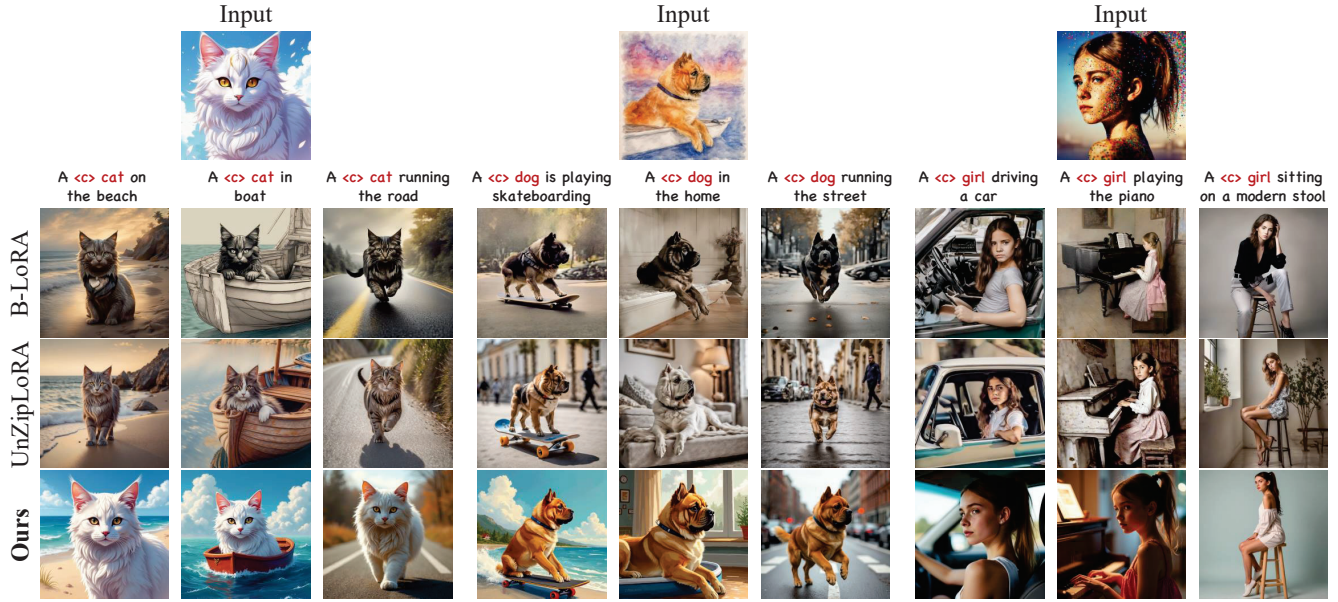 Input
Input
Input
A <c> cat on
the beach
A <c> cat in
boat
A <c> cat running
the road
A <c> dog is playing
skateboarding
A <c> dog in
the home
A <c> dog running
the street
A <c> girl driving
a car
A <c> girl playing
the piano
A <c> girl sitting
on a modern stool
B-LoRA
UnZipLoRA
Ours